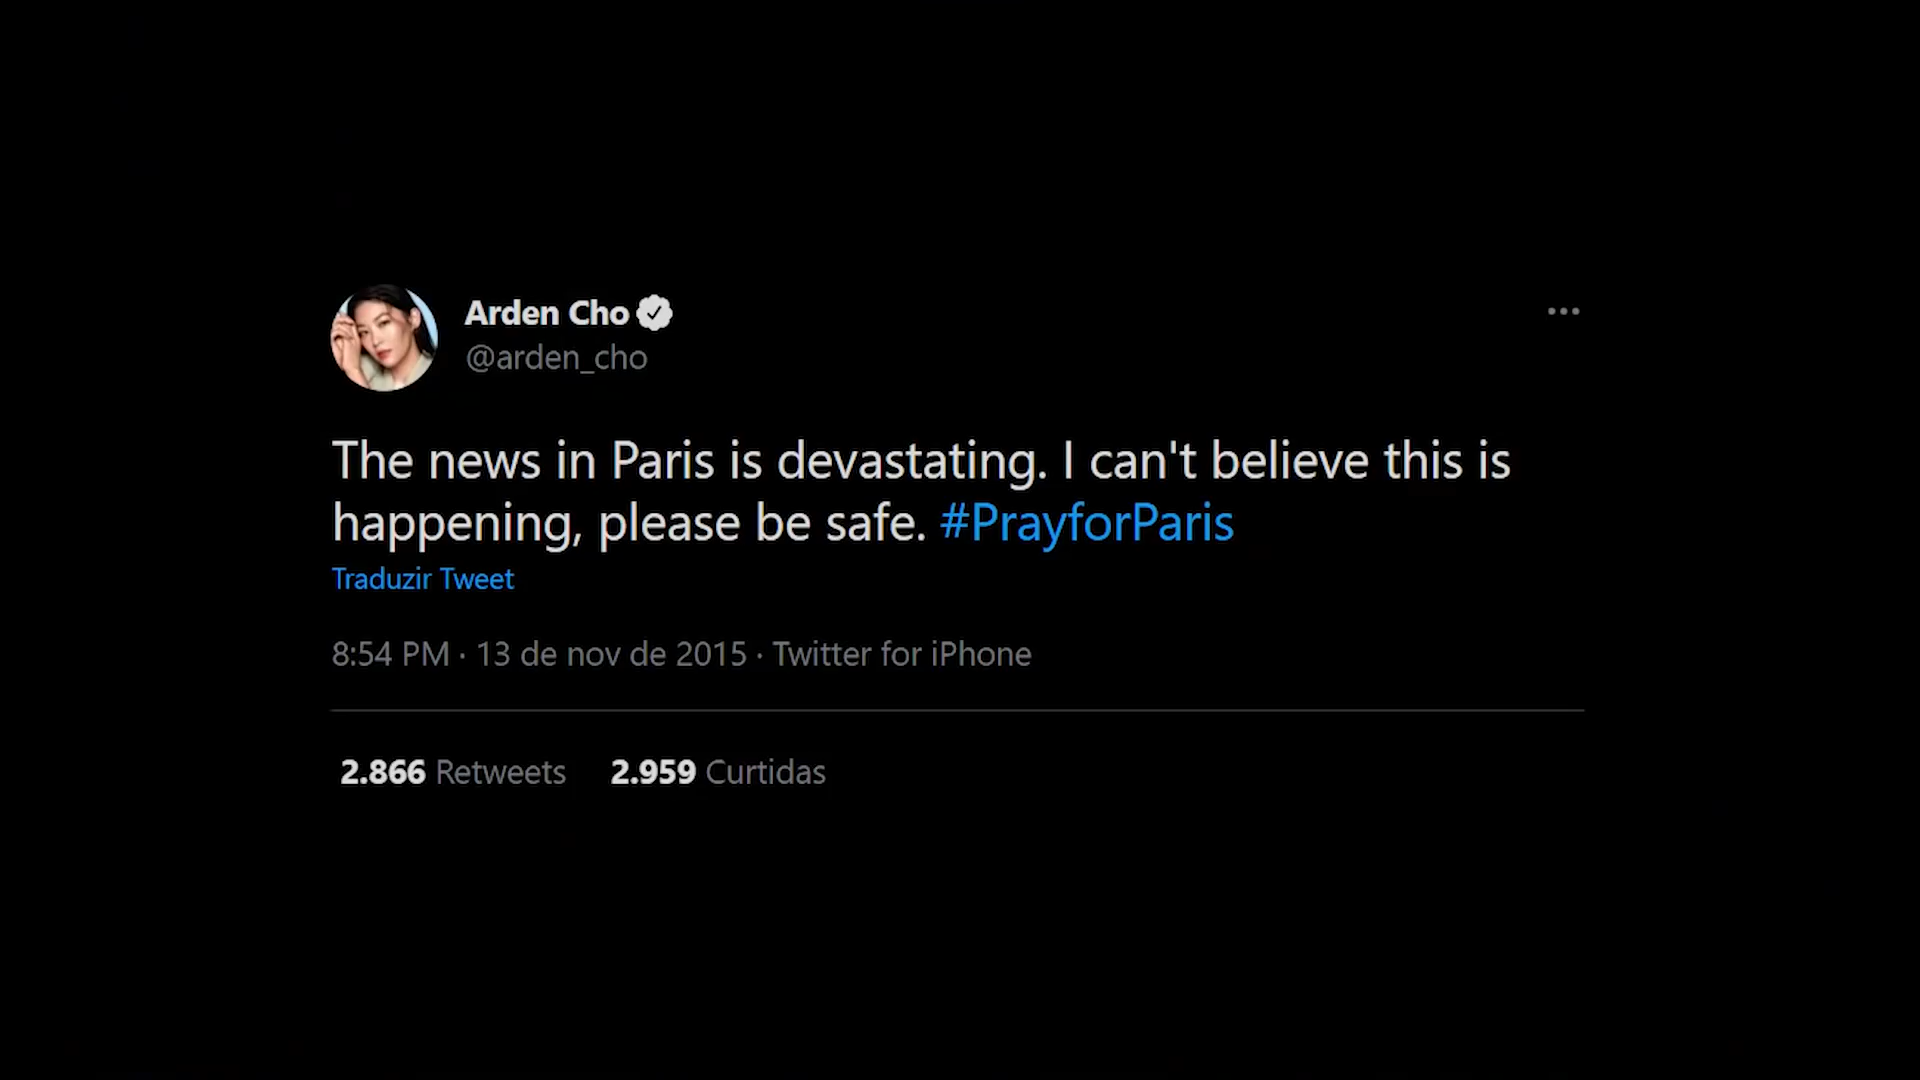 Arden Cho
@arden_cho
The news in Paris is devastating. I can't believe this is
happening, please be safe. #PrayforParis
Traduzir Tweet
8:54 PM · 13 de nov de 2015 · Twitter for iPhone
2.866 Retweets 2.959 Curtidas